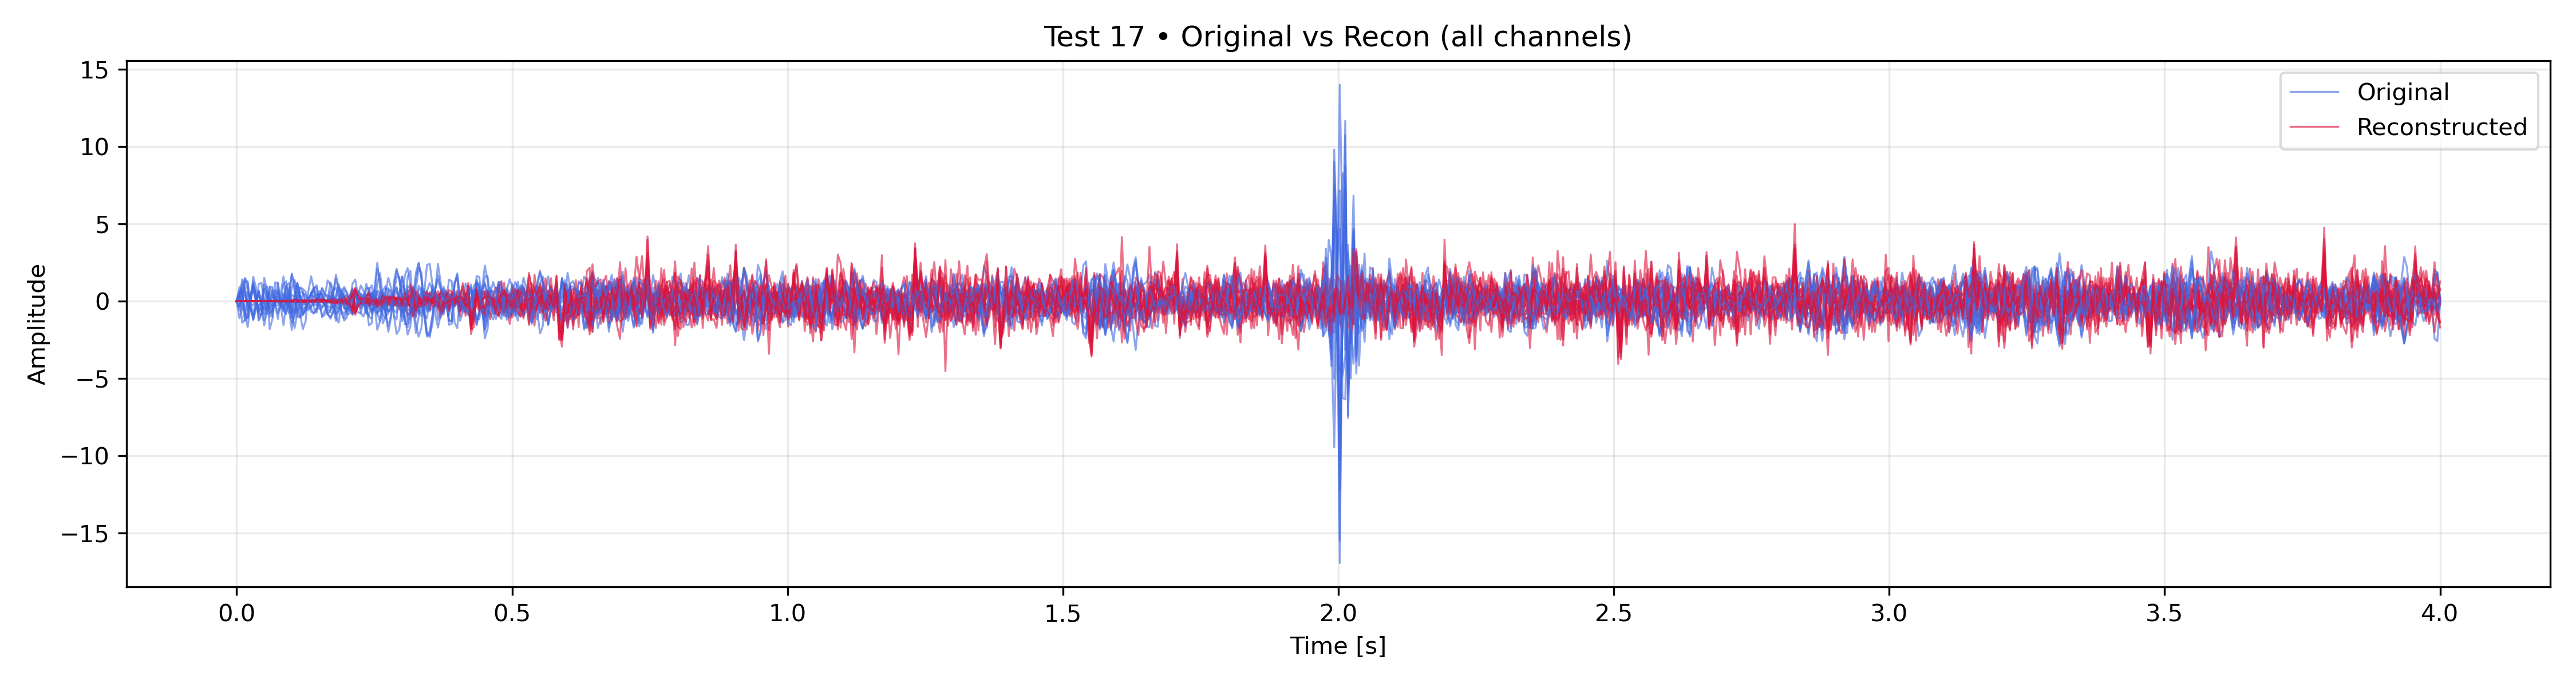 Test 17 • Original vs Recon (all channels)
Original
Reconstructed
Amplitude
15
10
5
0
−5
−10
−15
0.0 0.5 1.0 1.5 2.0 2.5 3.0 3.5 4.0
Time [s]